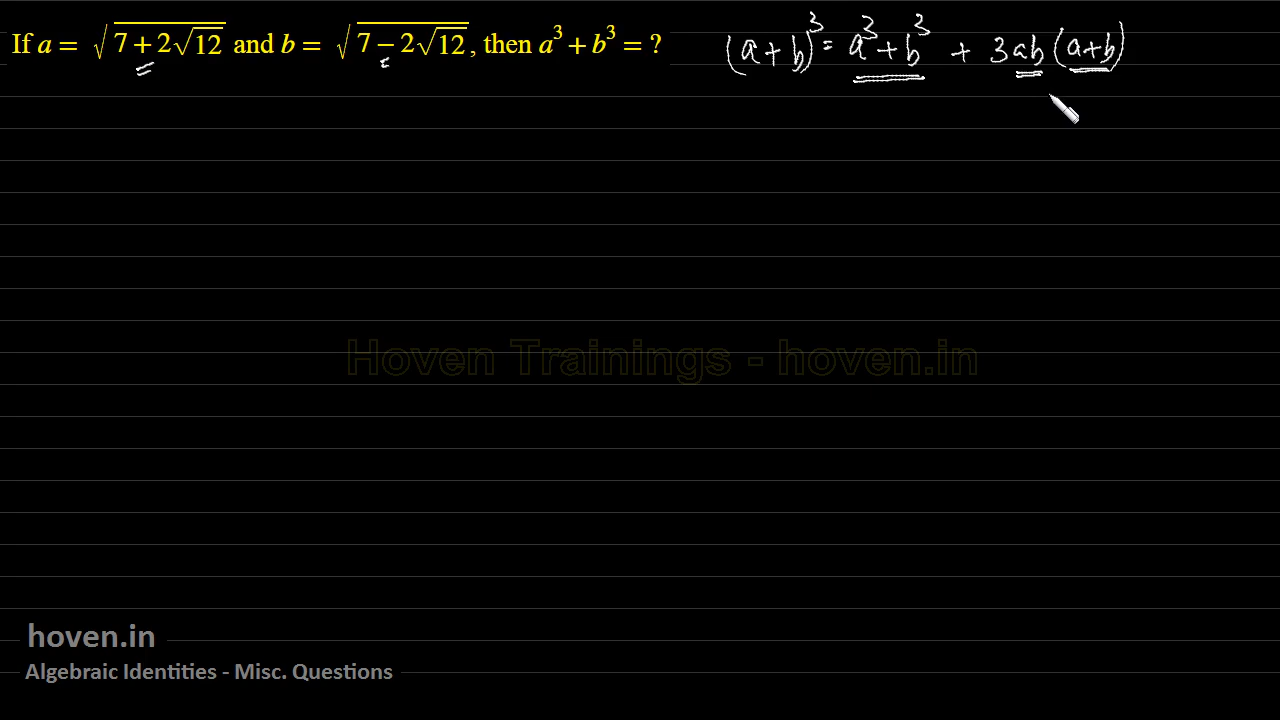 If a = √(7 + 2√12) and b = √(7 − 2√12), then a³ + b³ = ? (a + b)³ = a³ + b³ + 3ab(a+b)
Hoven Trainings - hoven.in
hoven.in
Algebraic Identities - Misc. Questions